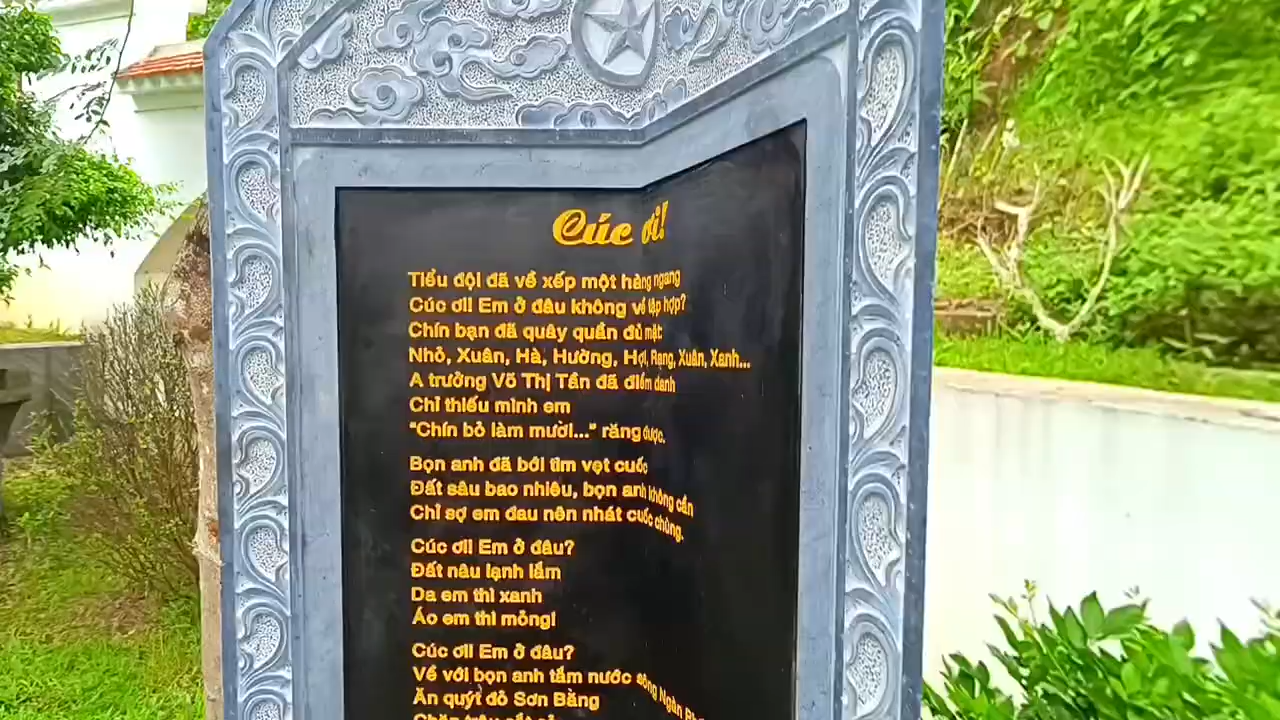 Cúc ơi!
Tiểu đội đã về xếp một hàng ngang
Cúc ơi! Em ở đâu không về tập hợp?
Chín bạn đã quây quần đủ mặt
Nhỏ, Xuân, Hà, Hường, Hợi, Rạng, Xuân, Xanh...
A trưởng Võ Thị Tần đã điểm danh
Chỉ thiếu mình em
“Chín bỏ làm mười...” răng được.
Bọn anh đã bới tìm vẹt cuốc
Đất sâu bao nhiêu, bọn anh không cần
Chỉ sợ em đau nên nhát cuốc chùng.
Cúc ơi! Em ở đâu?
Đất nâu lạnh lắm
Da em thì xanh
Áo em thì mỏng!
Cúc ơi! Em ở đâu?
Về với bọn anh tắm nước sông Ngàn
Ăn quýt đỏ Sơn Bằng
Chăn trâu cắt cỏ